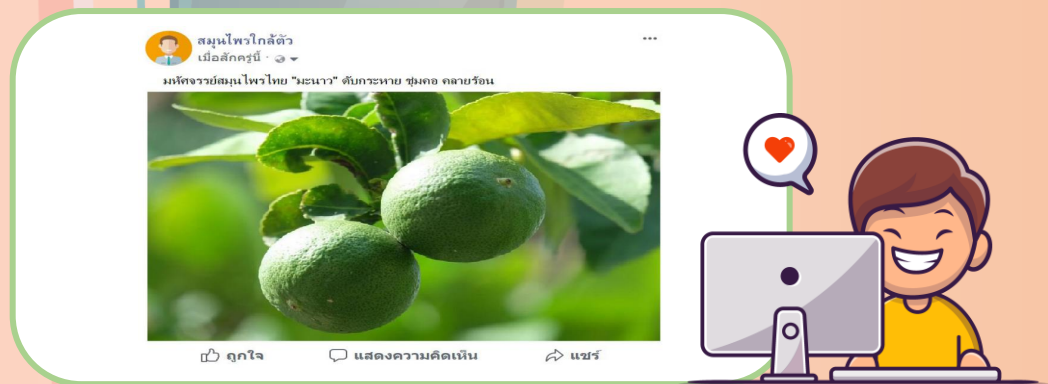 สมุนไพรใกล้ตัว
เมื่อสักครู่นี้ ·
มหัศจรรย์สมุนไพรไทย "มะนาว" ดับกระหาย ชุ่มคอ คลายร้อน
ถูกใจ
แสดงความคิดเห็น
แชร์